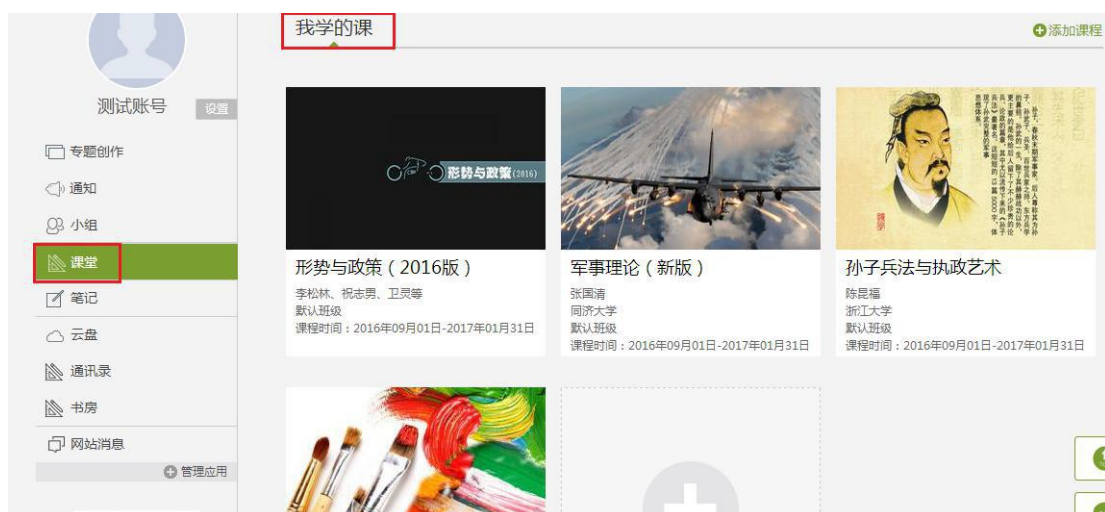 我学的课
添加课程
测试账号
设置
专题创作
通知
小组
课堂
笔记
云盘
通讯录
书房
网站消息
管理应用
形势与政策(2016)
形势与政策（2016版）
李松林、祝志男、卫灵等
默认班级
课程时间：2016年09月01日-2017年01月31日
军事理论（新版）
张国清
同济大学
默认班级
课程时间：2016年09月01日-2017年01月31日
孙子兵法与执政艺术
陈昆福
浙江大学
默认班级
课程时间：2016年09月01日-2017年01月31日